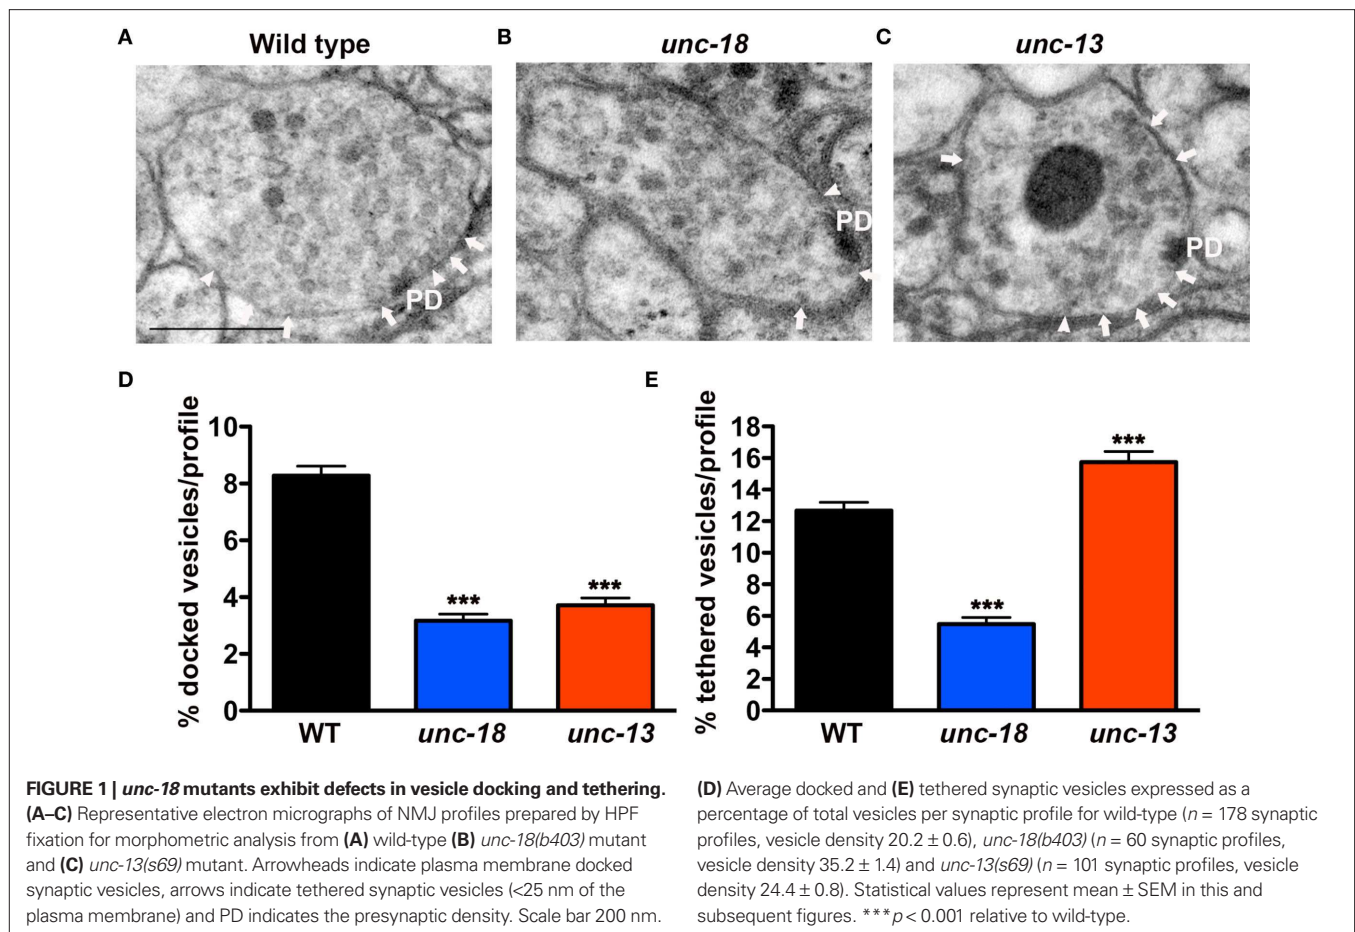 A
Wild type
B
unc-18
C
unc-13
PD
PD
PD
D
% docked vesicles/profile
10
8
6
4
2
0
***
***
WT
unc-18
unc-13
E
% tethered vesicles/profile
18
16
14
12
10
8
6
4
2
0
***
***
WT
unc-18
unc-13
FIGURE 1 | unc-18 mutants exhibit defects in vesicle docking and tethering.
(A–C) Representative electron micrographs of NMJ profiles prepared by HPF
fixation for morphometric analysis from (A) wild-type (B) unc-18(b403) mutant
and (C) unc-13(s69) mutant. Arrowheads indicate plasma membrane docked
synaptic vesicles, arrows indicate tethered synaptic vesicles (<25 nm of the
plasma membrane) and PD indicates the presynaptic density. Scale bar 200 nm.
(D) Average docked and (E) tethered synaptic vesicles expressed as a
percentage of total vesicles per synaptic profile for wild-type (n = 178 synaptic
profiles, vesicle density 20.2 ± 0.6), unc-18(b403) (n = 60 synaptic profiles,
vesicle density 35.2 ± 1.4) and unc-13(s69) (n = 101 synaptic profiles, vesicle
density 24.4 ± 0.8). Statistical values represent mean ± SEM in this and
subsequent figures. ***p < 0.001 relative to wild-type.